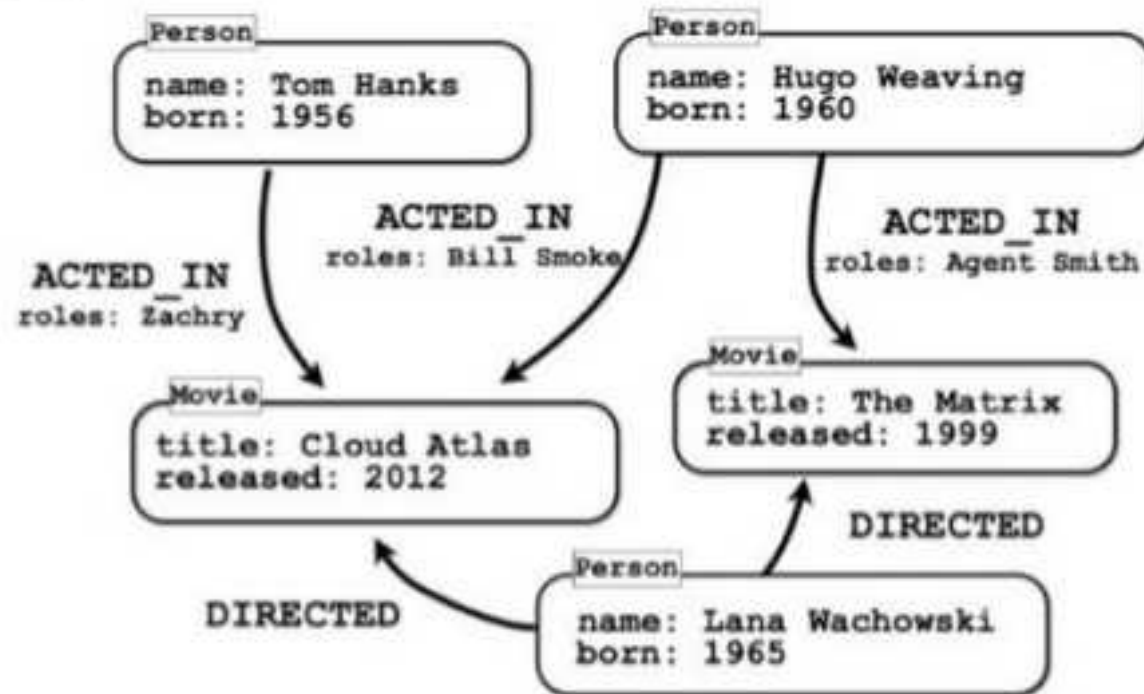 Person
name: Tom Hanks
born: 1956
Person
name: Hugo Weaving
born: 1960
ACTED_IN
roles: Zachry
ACTED_IN
roles: Bill Smoke
ACTED_IN
roles: Agent Smith
Movie
title: Cloud Atlas
released: 2012
Movie
title: The Matrix
released: 1999
DIRECTED
DIRECTED
Person
name: Lana Wachowski
born: 1965